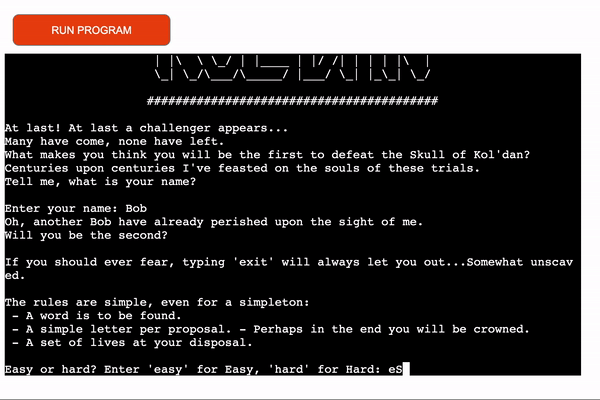 RUN PROGRAM
########################################
At last! At last a challenger appears...
Many have come, none have left.
What makes you think you will be the first to defeat the Skull of Kol'dan?
Centuries upon centuries I've feasted on the souls of these trials.
Tell me, what is your name?
Enter your name: Bob
Oh, another Bob have already perished upon the sight of me.
Will you be the second?
If you should ever fear, typing 'exit' will always let you out...Somewhat unscav
ed.
The rules are simple, even for a simpleton:
- A word is to be found.
- A simple letter per proposal. - Perhaps in the end you will be crowned.
- A set of lives at your disposal.
Easy or hard? Enter 'easy' for Easy, 'hard' for Hard: eS